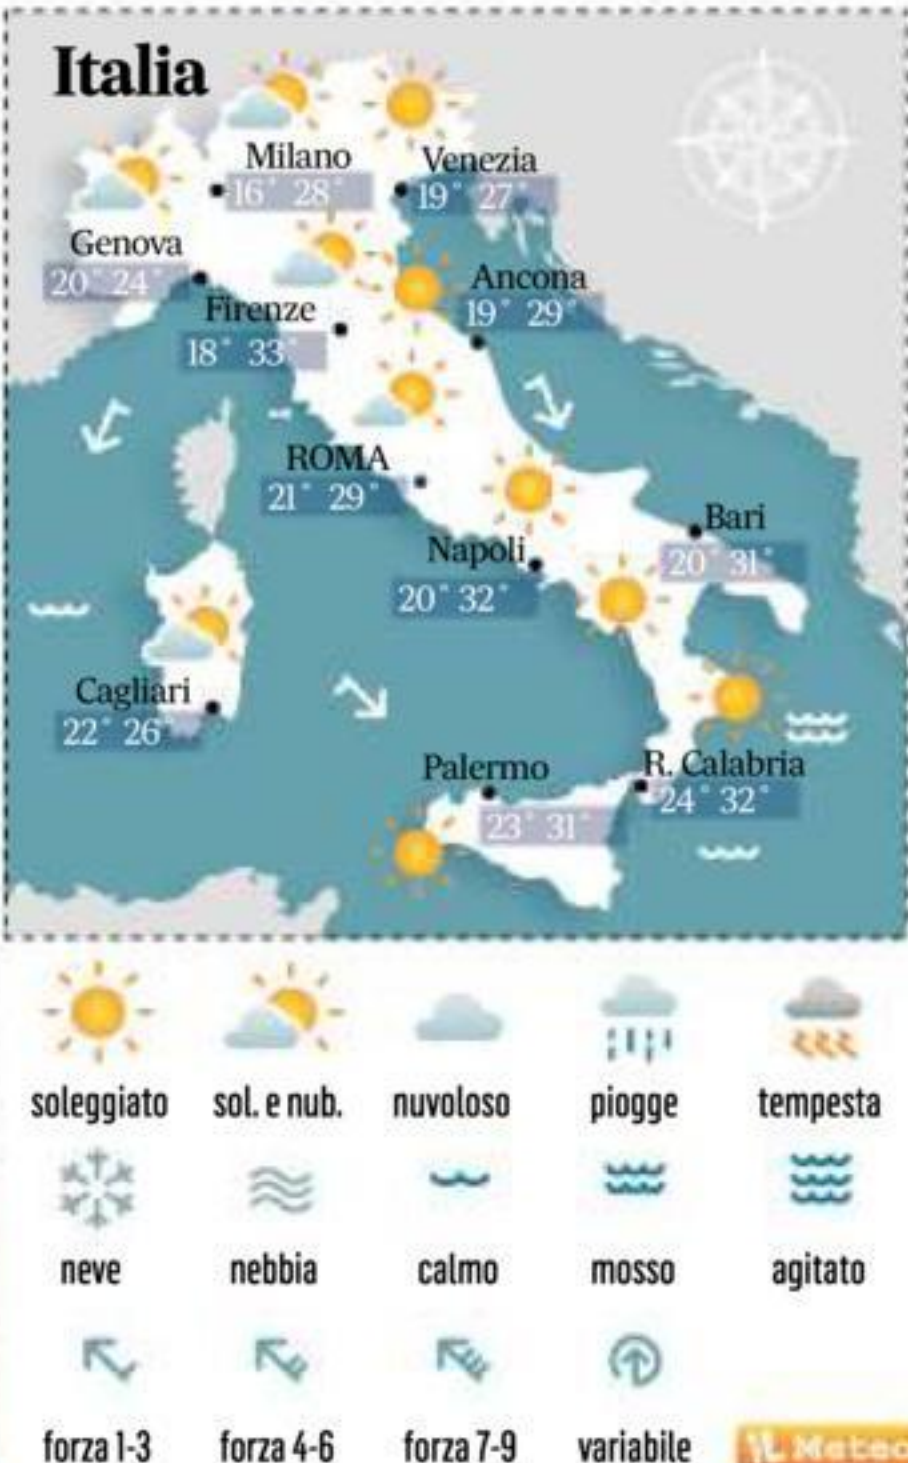 Italia
Milano
16° 28°
Venezia
19° 27°
Genova
20° 24°
Ancona
19° 29°
Firenze
18° 33°
ROMA
21° 29°
Bari
20° 31°
Napoli
20° 32°
Cagliari
22° 26°
Palermo
23° 31°
R. Calabria
24° 32°
soleggiato sol. e nub. nuvoloso piogge tempesta
neve nebbia calmo mosso agitato
forza 1-3 forza 4-6 forza 7-9 variabile
Meteo